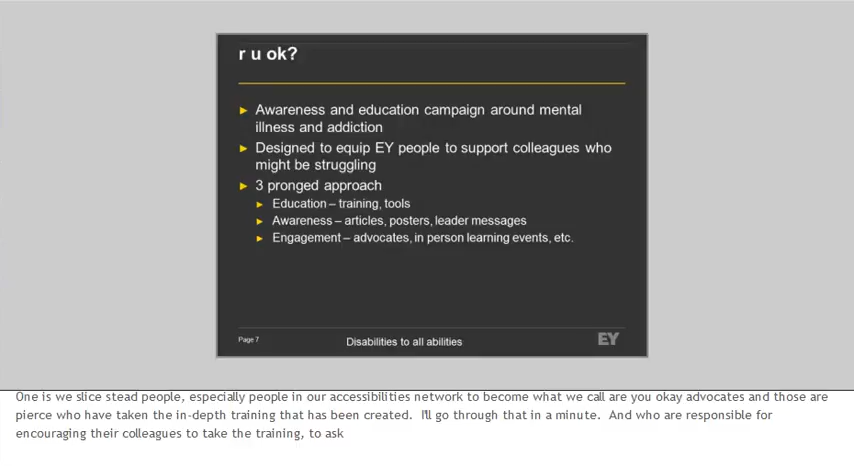 r u ok?
► Awareness and education campaign around mental
illness and addiction
► Designed to equip EY people to support colleagues who
might be struggling
► 3 pronged approach
► Education – training, tools
► Awareness – articles, posters, leader messages
► Engagement – advocates, in person learning events, etc.
Page 7
Disabilities to all abilities
EY
One is we slice stead people, especially people in our accessibilities network to become what we call are you okay advocates and those are
pierce who have taken the in-depth training that has been created.  I'll go through that in a minute.  And who are responsible for
encouraging their colleagues to take the training, to ask